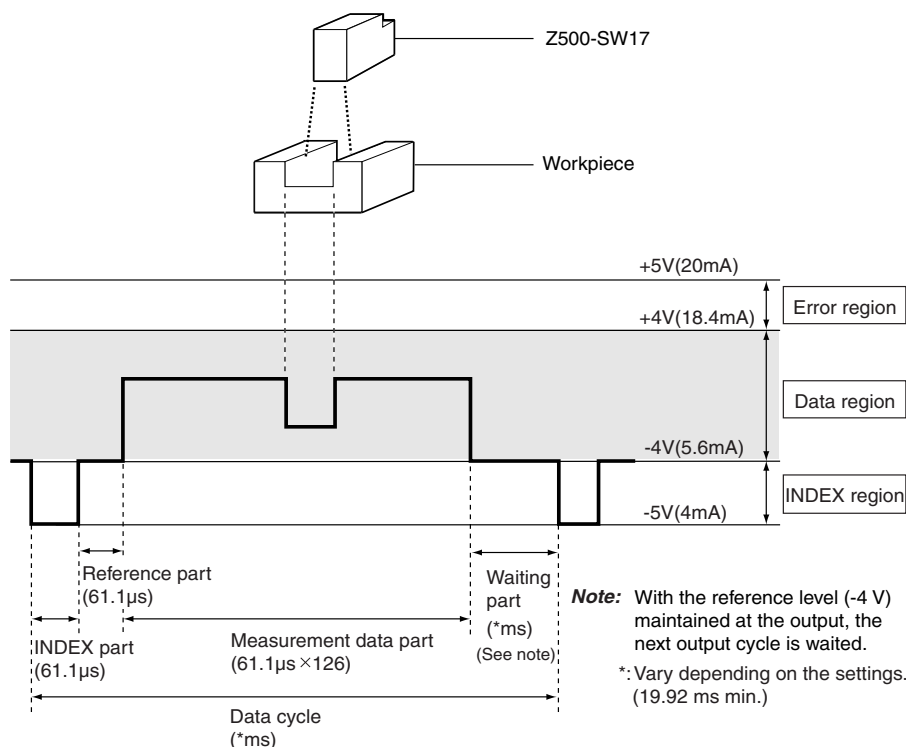 Z500-SW17
Workpiece
+5V(20mA)
Error region
+4V(18.4mA)
Data region
-4V(5.6mA)
INDEX region
-5V(4mA)
Reference part
(61.1μs)
INDEX part
(61.1μs)
Measurement data part
(61.1μs×126)
Waiting
part
(*ms)
(See note)
Data cycle
(*ms)
Note: With the reference level (-4 V)
maintained at the output, the
next output cycle is waited.
*: Vary depending on the settings.
(19.92 ms min.)